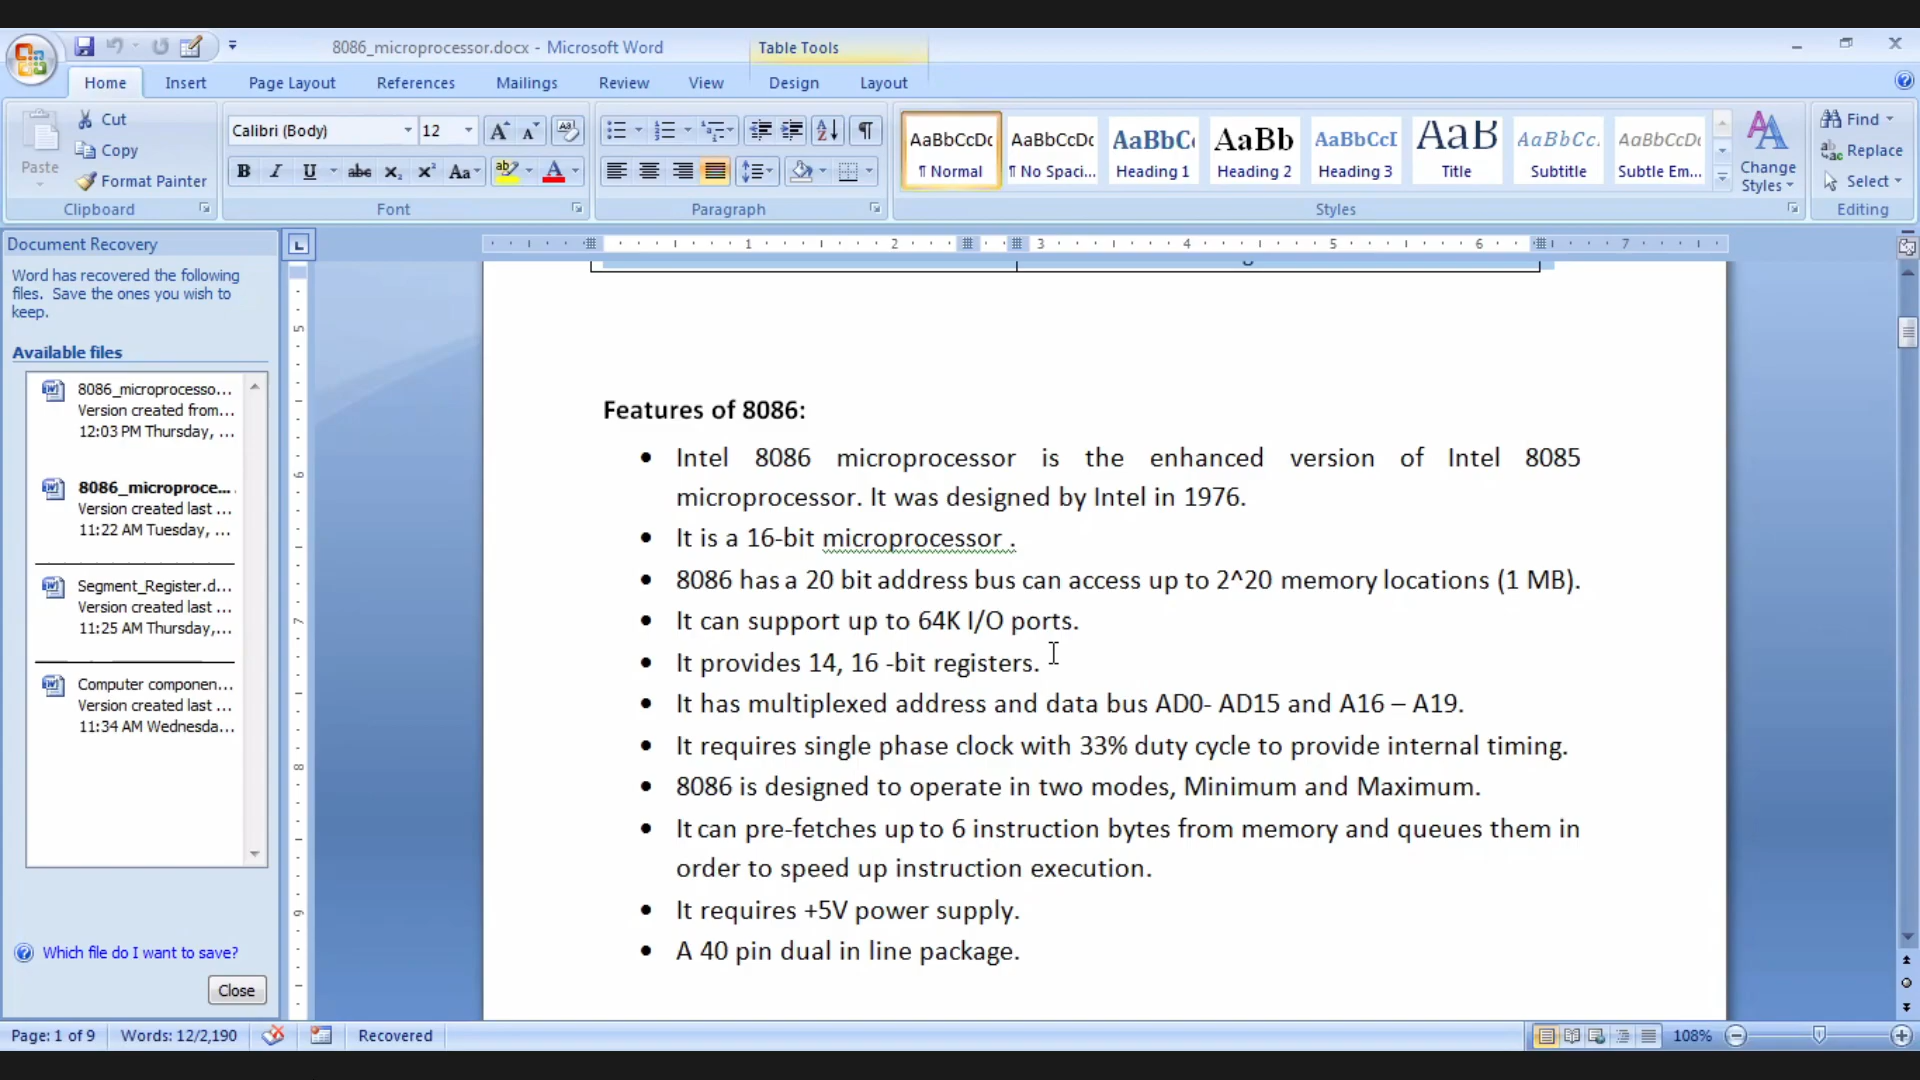 8086_microprocessor.docx - Microsoft Word
Table Tools
Home Insert Page Layout References Mailings Review View Design Layout
Paste
Cut
Copy
Format Painter
Clipboard
Calibri (Body) 12
Font
Paragraph
AaBbCcDc AaBbCcDc AaBbC AaBb AaBbCcI AaB AaBbCc. AaBbCcDc
¶ Normal ¶ No Spaci... Heading 1 Heading 2 Heading 3 Title Subtitle Subtle Em...
Change Styles
Styles
Find
Replace
Select
Editing
Document Recovery
Word has recovered the following
files. Save the ones you wish to
keep.
Available files
8086_microprocesso...
Version created from...
12:03 PM Thursday, ...
8086_microproce...
Version created last ...
11:22 AM Tuesday, ...
Segment_Register.d...
Version created last ...
11:25 AM Thursday,...
Computer componen...
Version created last ...
11:34 AM Wednesda...
Which file do I want to save?
Close
1 2 3 4 5 6 7
5
6
7
8
9
Features of 8086:
• Intel 8086 microprocessor is the enhanced version of Intel 8085
microprocessor. It was designed by Intel in 1976.
• It is a 16-bit microprocessor .
• 8086 has a 20 bit address bus can access up to 2^20 memory locations (1 MB).
• It can support up to 64K I/O ports.
• It provides 14, 16 -bit registers.
• It has multiplexed address and data bus AD0- AD15 and A16 – A19.
• It requires single phase clock with 33% duty cycle to provide internal timing.
• 8086 is designed to operate in two modes, Minimum and Maximum.
• It can pre-fetches up to 6 instruction bytes from memory and queues them in
order to speed up instruction execution.
• It requires +5V power supply.
• A 40 pin dual in line package.
Page: 1 of 9 Words: 12/2,190 Recovered 108%